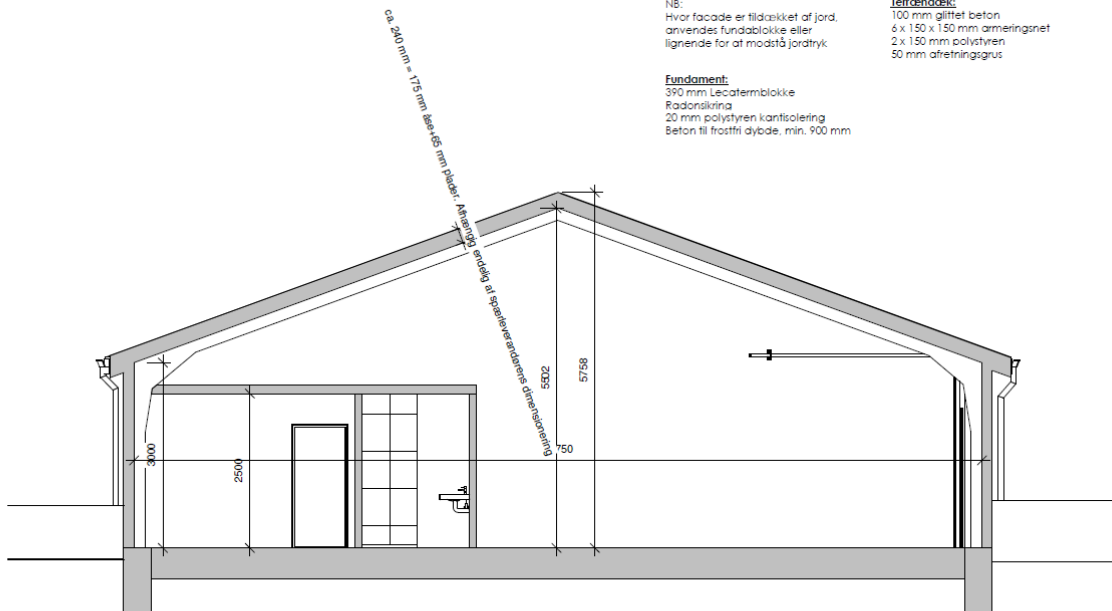 NB:
Hvor facade er tildækket af jord,
anvendes fundablokke eller
lignende for at modstå jordtryk
Fundament:
390 mm Lecatermblokke
Radonsikring
20 mm polystyren kantisolering
Beton til frostfri dybde, min. 900 mm
Terrændæk:
100 mm glittet beton
6 x 150 x 150 mm armeringsnet
2 x 150 mm polystyren
50 mm afretningsgrus
ca. 240 mm = 175 mm åse+65 mm plader. Afhængig endelig af spærleverandørens dimensionering
5502
5758
750
3000
2500